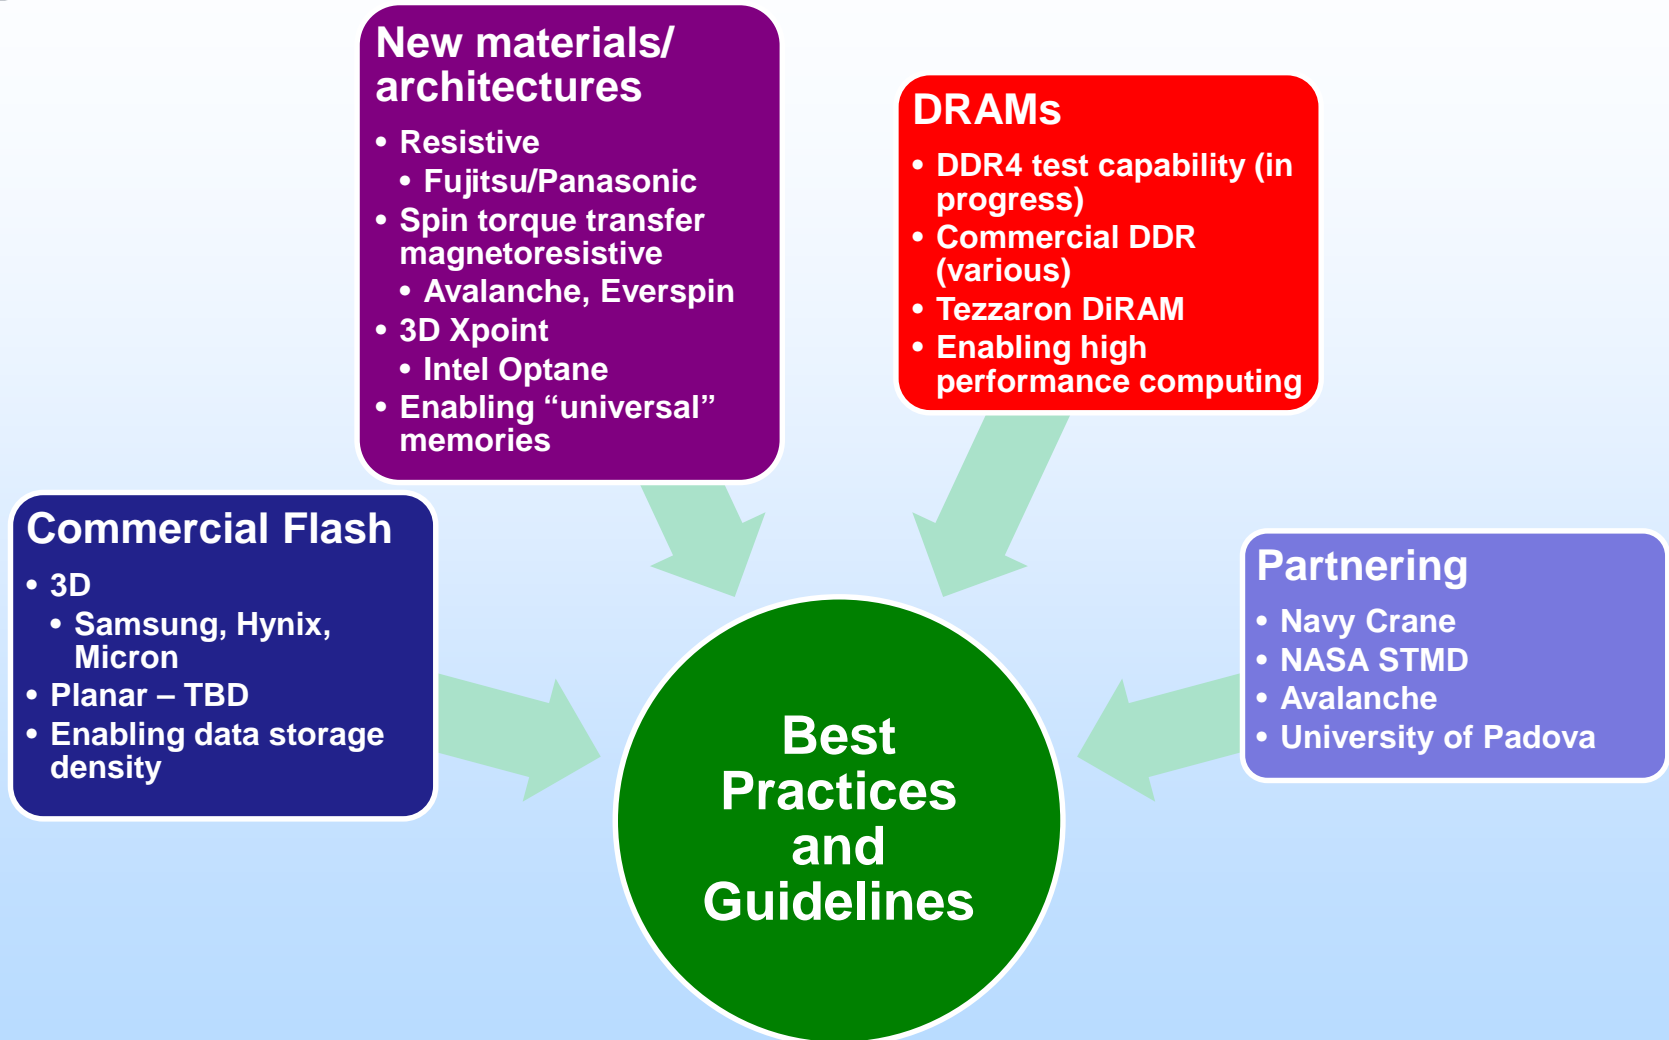 New materials/
architectures
• Resistive
• Fujitsu/Panasonic
• Spin torque transfer
magnetoresistive
• Avalanche, Everspin
• 3D Xpoint
• Intel Optane
• Enabling “universal”
memories
DRAMs
• DDR4 test capability (in
progress)
• Commercial DDR
(various)
• Tezzaron DiRAM
• Enabling high
performance computing
Commercial Flash
• 3D
• Samsung, Hynix,
Micron
• Planar – TBD
• Enabling data storage
density
Partnering
• Navy Crane
• NASA STMD
• Avalanche
• University of Padova
Best
Practices
and
Guidelines